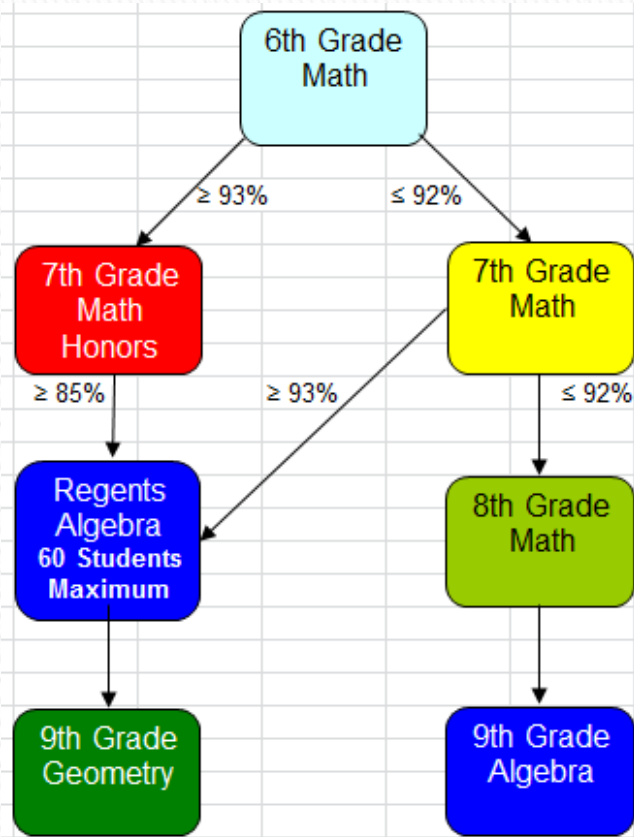 6th Grade
Math
≥ 93%
≤ 92%
7th Grade
Math
Honors
7th Grade
Math
≥ 85%
≥ 93%
≤ 92%
Regents
Algebra
60 Students
Maximum
8th Grade
Math
9th Grade
Geometry
9th Grade
Algebra